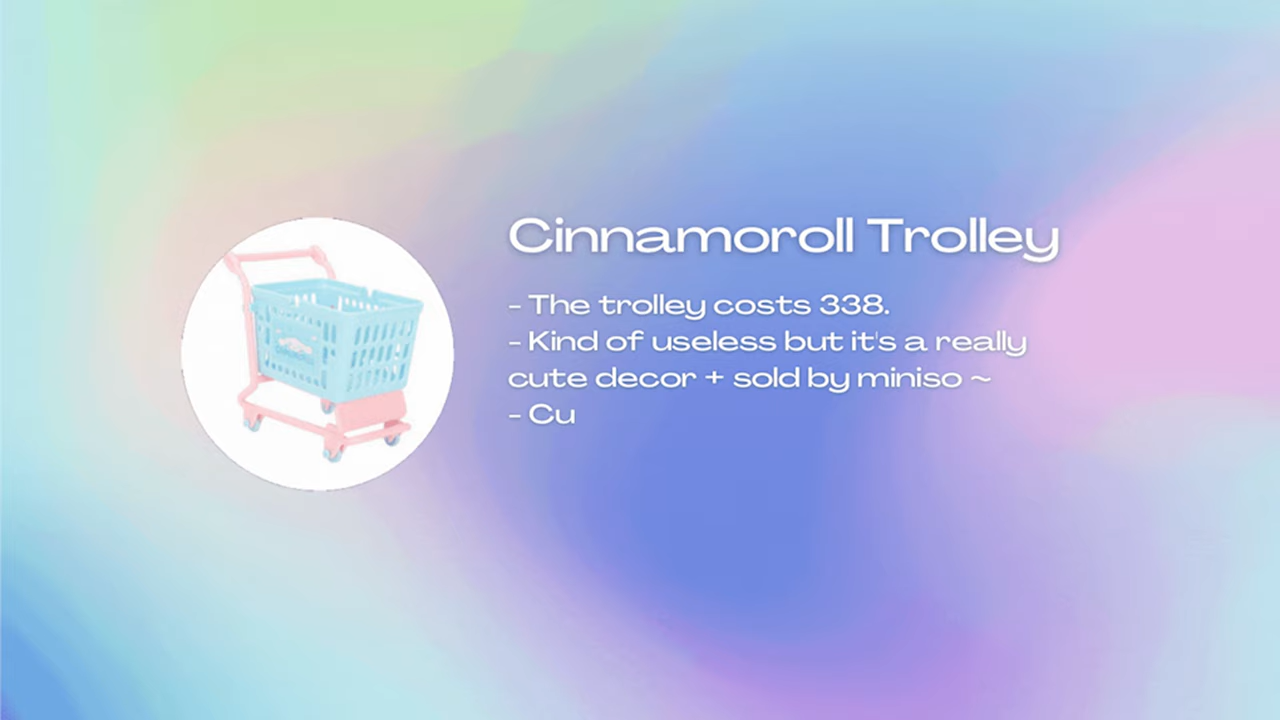 Cinnamoroll Trolley
- The trolley costs 338.
- Kind of useless but it's a really
cute decor + sold by miniso ~
- Cu